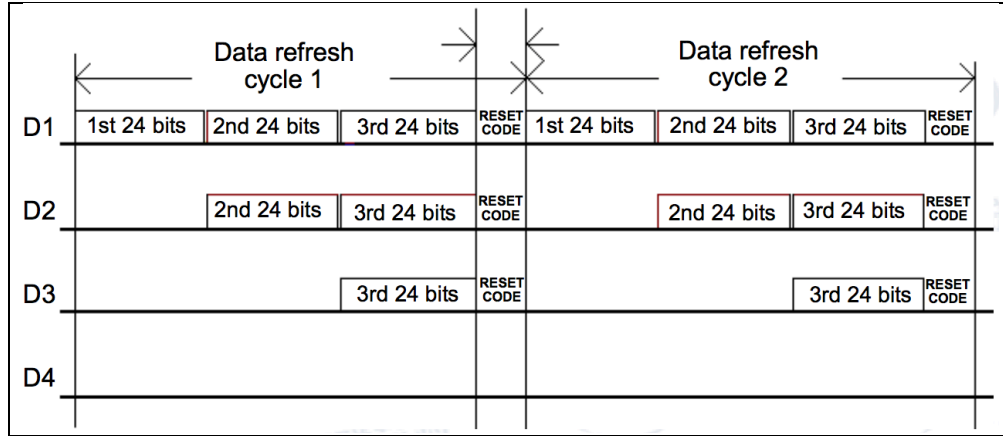 Data refresh
cycle 1
Data refresh
cycle 2
D1 1st 24 bits 2nd 24 bits 3rd 24 bits RESET CODE 1st 24 bits 2nd 24 bits 3rd 24 bits RESET CODE
D2 2nd 24 bits 3rd 24 bits RESET CODE 2nd 24 bits 3rd 24 bits RESET CODE
D3 3rd 24 bits RESET CODE 3rd 24 bits RESET CODE
D4